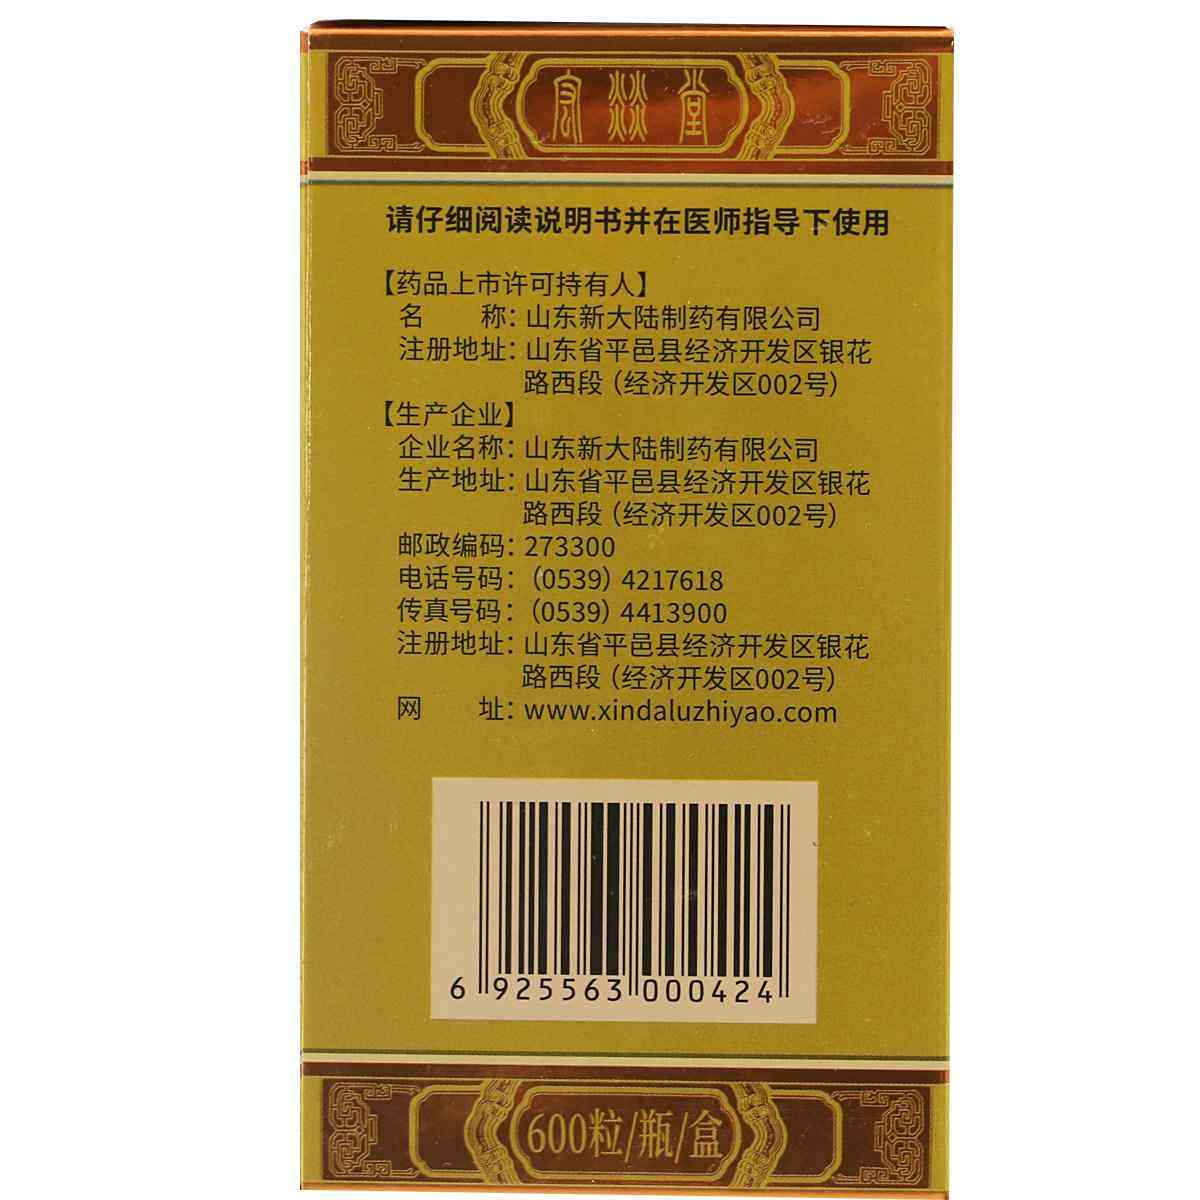 请仔细阅读说明书并在医师指导下使用
【药品上市许可持有人】
名 称：山东新大陆制药有限公司
注册地址：山东省平邑县经济开发区银花
路西段（经济开发区002号）
【生产企业】
企业名称：山东新大陆制药有限公司
生产地址：山东省平邑县经济开发区银花
路西段（经济开发区002号）
邮政编码：273300
电话号码：（0539）4217618
传真号码：（0539）4413900
注册地址：山东省平邑县经济开发区银花
路西段（经济开发区002号）
网 址：www.xindaluzhiyao.com
6 925563 000424
600粒/瓶/盒